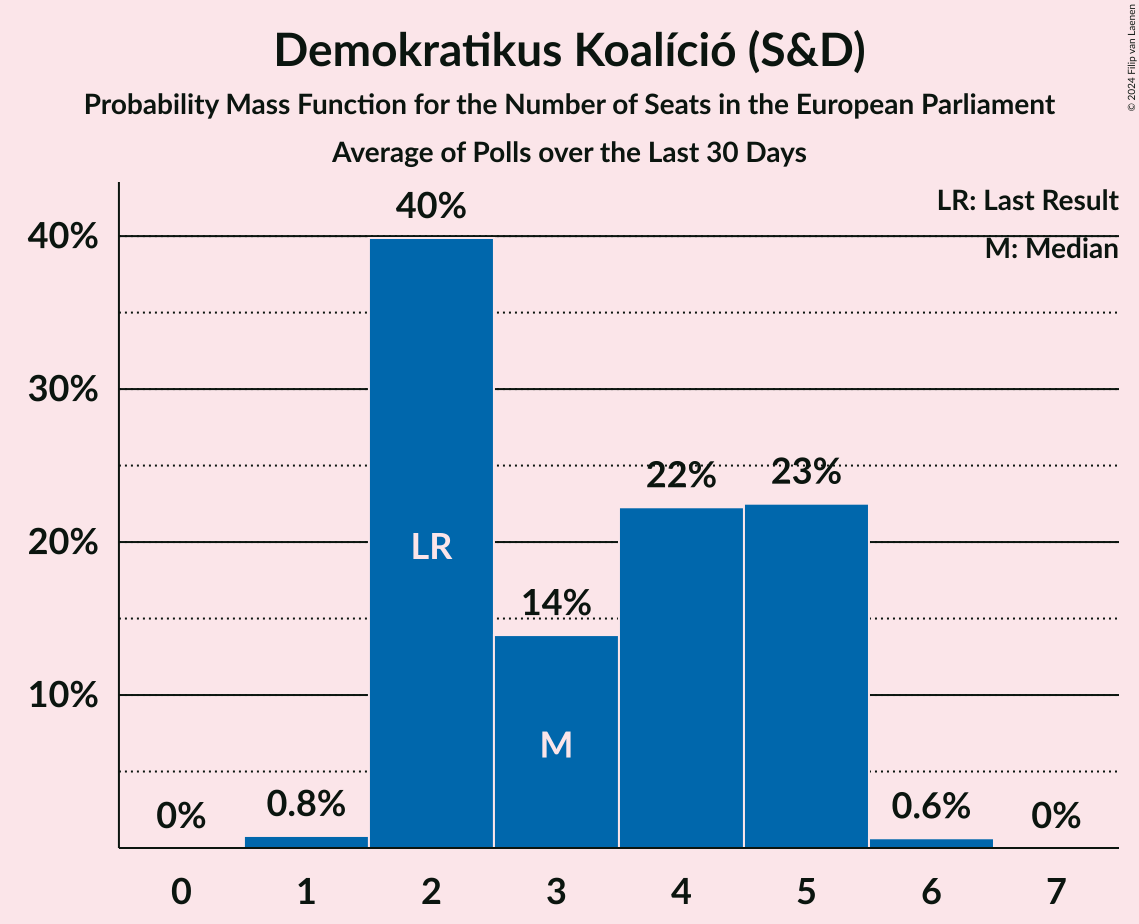 © 2024 Filip van Laenen
Demokratikus Koalíció (S&D)
Probability Mass Function for the Number of Seats in the European Parliament
Average of Polls over the Last 30 Days
LR: Last Result
M: Median
40%
30%
20%
10%
0%
0.8%
40%
14%
22%
23%
0.6%
0%
LR
M
0 1 2 3 4 5 6 7